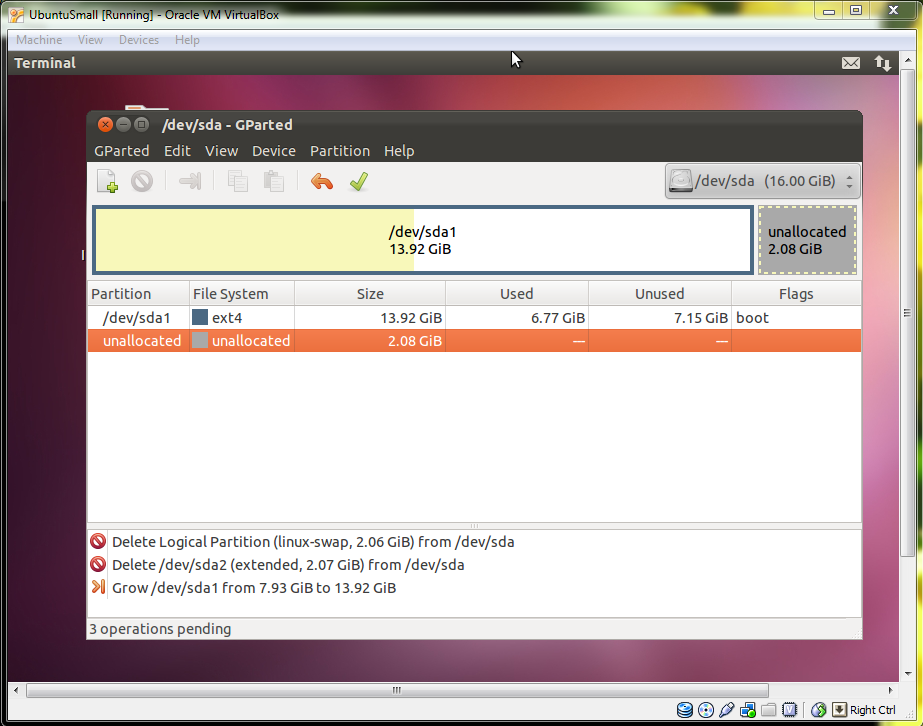 UbuntuSmall [Running] - Oracle VM VirtualBox
Machine View Devices Help
Terminal
/dev/sda - GParted
GParted Edit View Device Partition Help
/dev/sda (16.00 GiB)
/dev/sda1
13.92 GiB
unallocated
2.08 GiB
Partition File System Size Used Unused Flags
/dev/sda1 ext4 13.92 GiB 6.77 GiB 7.15 GiB boot
unallocated unallocated 2.08 GiB --- ---
Delete Logical Partition (linux-swap, 2.06 GiB) from /dev/sda
Delete /dev/sda2 (extended, 2.07 GiB) from /dev/sda
Grow /dev/sda1 from 7.93 GiB to 13.92 GiB
3 operations pending
Right Ctrl